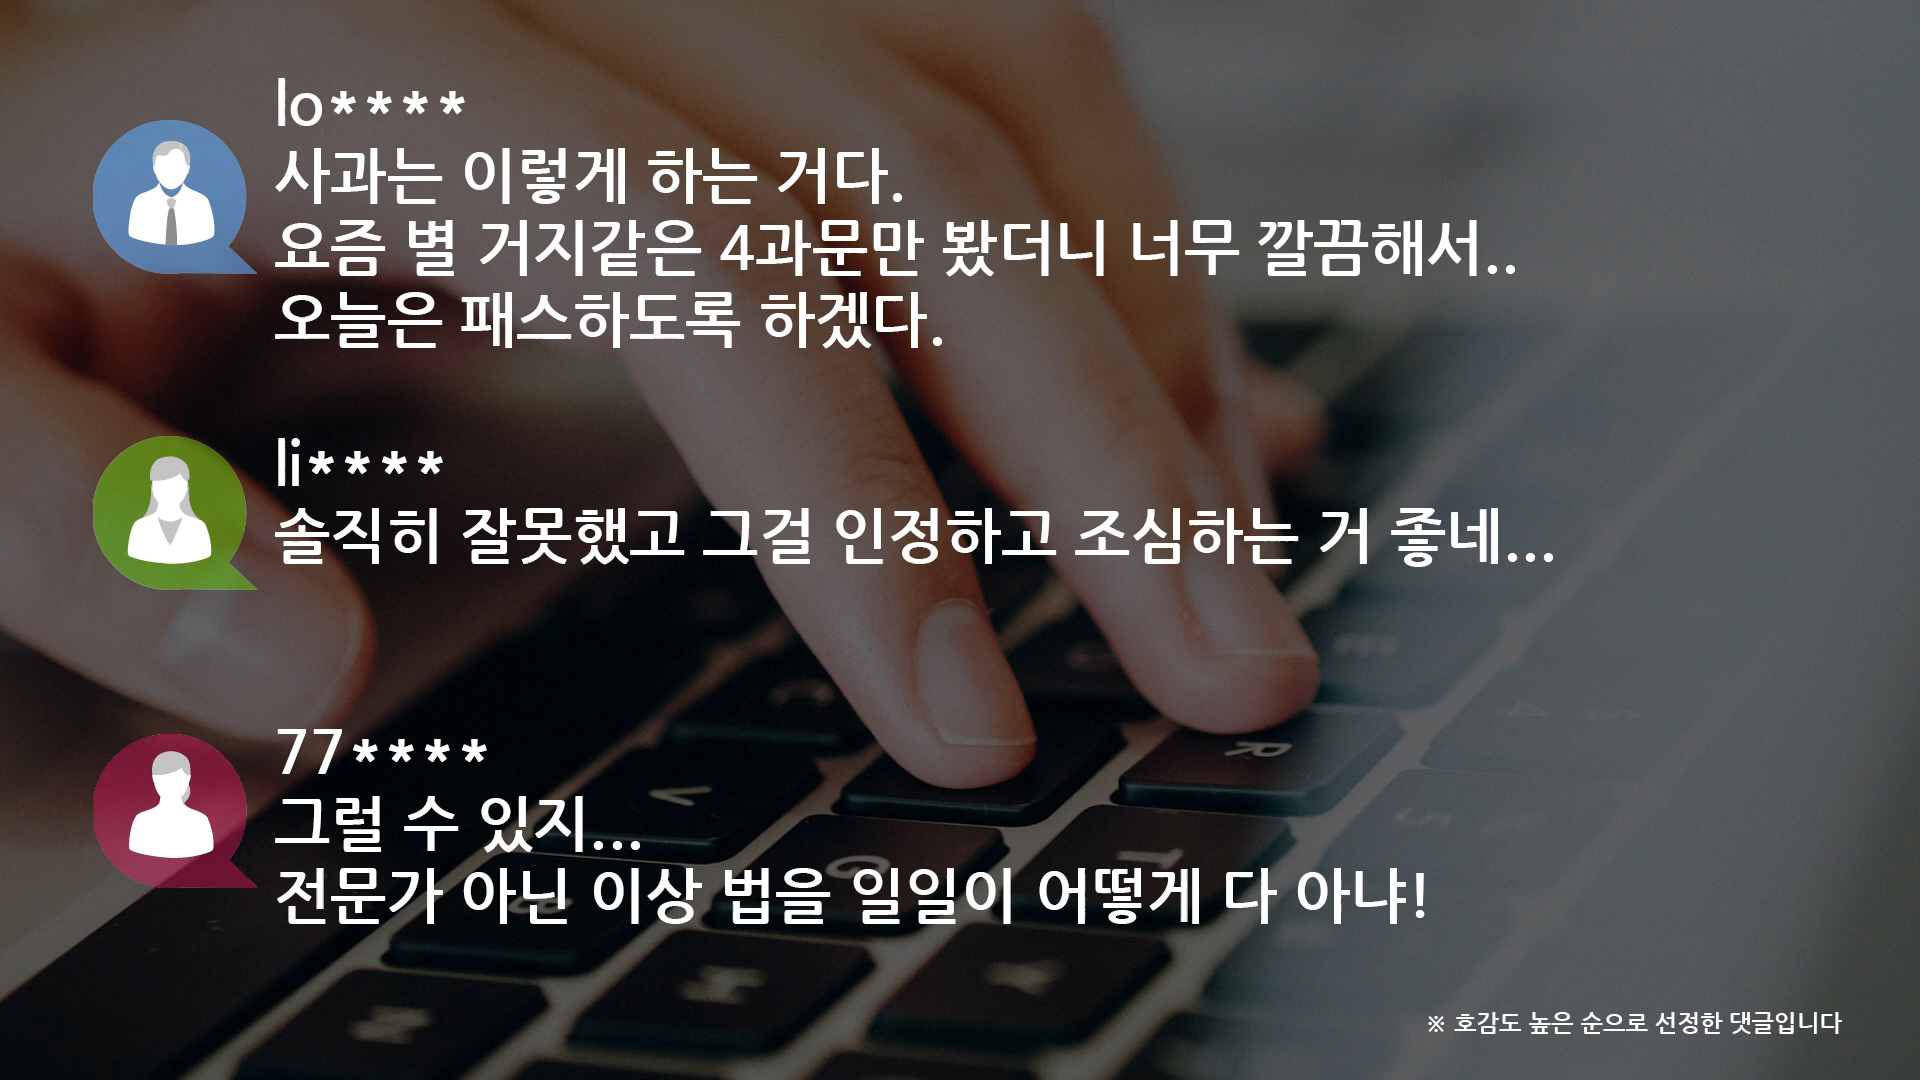 lo****
사과는 이렇게 하는 거다.
요즘 별 거지같은 4과문만 봤더니 너무 깔끔해서..
오늘은 패스하도록 하겠다.
li****
솔직히 잘못했고 그걸 인정하고 조심하는 거 좋네...
77****
그럴 수 있지...
전문가 아닌 이상 법을 일일이 어떻게 다 아냐!
※ 호감도 높은 순으로 선정한 댓글입니다